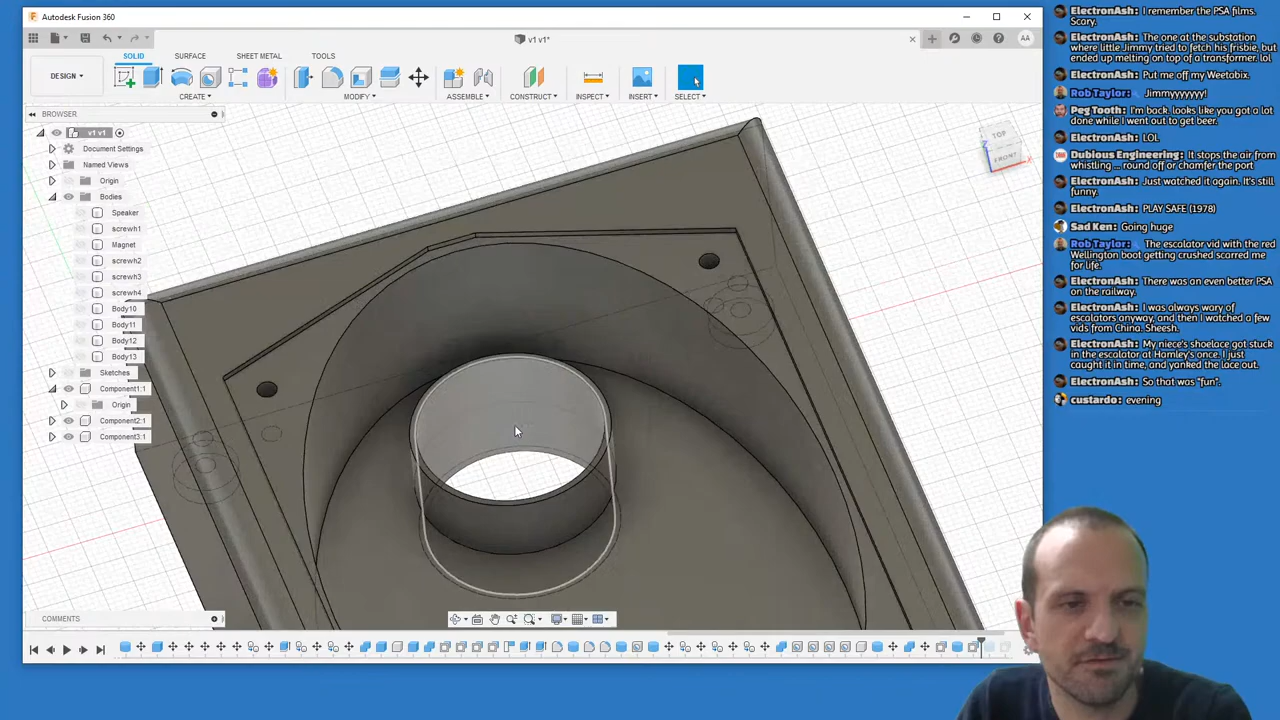 Autodesk Fusion 360
v1 v1*
AA
SOLID SURFACE SHEET METAL TOOLS
DESIGN
CREATE MODIFY ASSEMBLE CONSTRUCT INSPECT INSERT SELECT
BROWSER
v1 v1
Document Settings
Named Views
Origin
Bodies
Speaker
screwh1
Magnet
screwh2
screwh3
screwh4
Body10
Body11
Body12
Body13
Sketches
Component1:1
Origin
Component2:1
Component3:1
TOP
FRONT
Z
X
COMMENTS
ElectronAsh: I remember the PSA films.
Scary.
ElectronAsh: The one at the substation
where little Jimmy tried to fetch his frisbie, but
ended up melting on top of a transformer. lol
ElectronAsh: Put me off my Weetabix.
Rob Taylor: Jimmyyyyyy!
Peg Tooth: I'm back. looks like you got a lot
done while I went out to get beer.
ElectronAsh: LOL
Dubious Engineering: It stops the air from
whistling ... round off or chamfer the port
ElectronAsh: Just watched it again. It's still
funny.
ElectronAsh: PLAY SAFE (1978)
Sad Ken: Going huge
Rob Taylor: The escalator vid with the red
Wellington boot getting crushed scarred me
for life.
ElectronAsh: There was an even better PSA
on the railway.
ElectronAsh: I was always wary of
escalators anyway, and then I watched a few
vids from China. Sheesh.
ElectronAsh: My niece's shoelace got stuck
in the escalator at Hamley's once. I just
caught it in time, and yanked the lace out.
ElectronAsh: So that was "fun".
custardo: evening